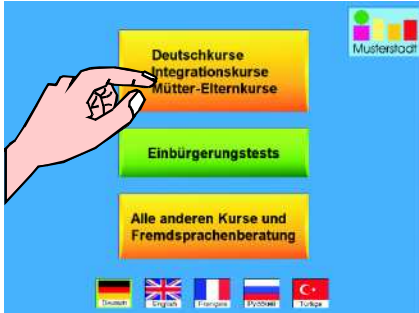 Musterstadt
Deutschkurse
Integrationskurse
Mütter-Elternkurse
Einbürgerungstests
Alle anderen Kurse und
Fremdsprachenberatung
Deutsch English Français Русский Türkçe